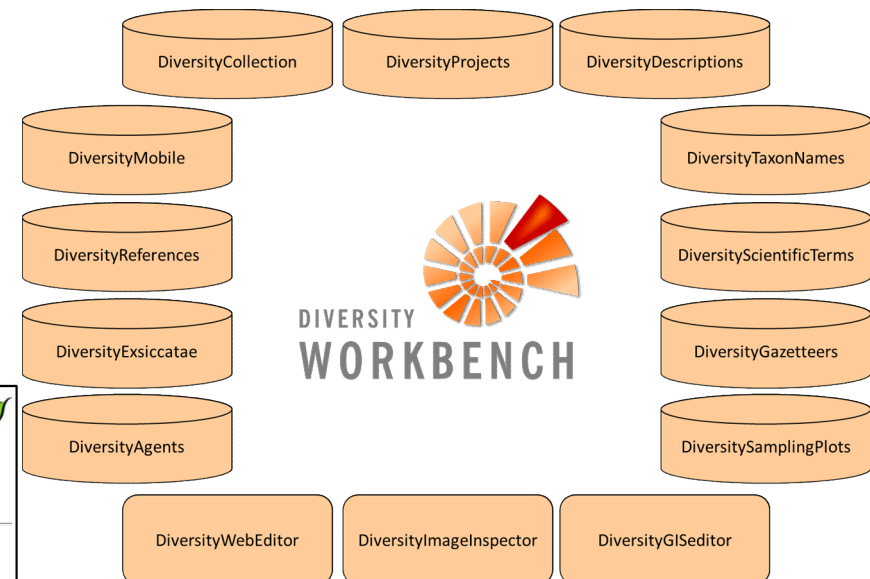 DiversityCollection
DiversityProjects
DiversityDescriptions
DiversityMobile
DiversityTaxonNames
DiversityReferences
DiversityScientificTerms
DIVERSITY
WORKBENCH
DiversityExsiccatae
DiversityGazetteers
DiversityAgents
DiversitySamplingPlots
DiversityWebEditor
DiversityImageInspector
DiversityGISeditor